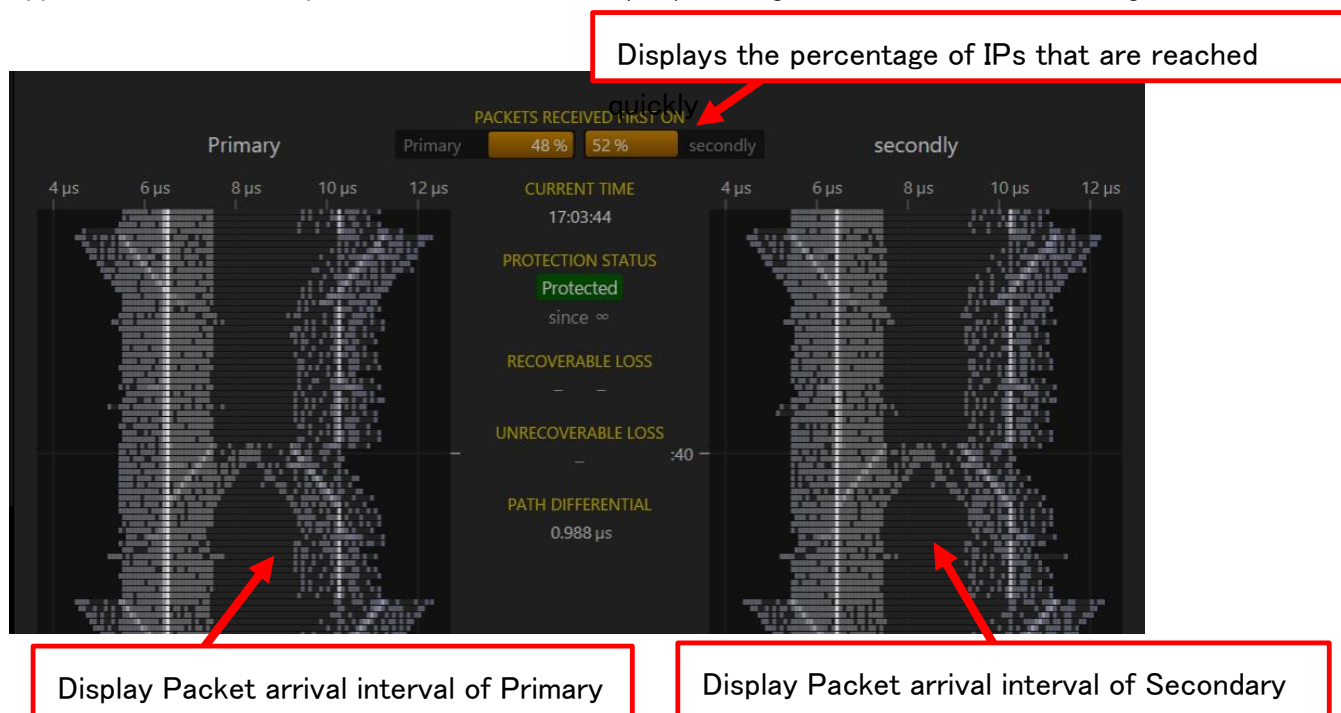 Displays the percentage of IPs that are reached
quickly
PACKETS RECEIVED FIRST ON
Primary
Primary 48 % 52 % secondly
secondly
4 µs 6 µs 8 µs 10 µs 12 µs
CURRENT TIME
4 µs 6 µs 8 µs 10 µs 12 µs
17:03:44
PROTECTION STATUS
Protected
since ∞
RECOVERABLE LOSS
– –
UNRECOVERABLE LOSS
–
:40
PATH DIFFERENTIAL
0.988 µs
Display Packet arrival interval of Primary
Display Packet arrival interval of Secondary